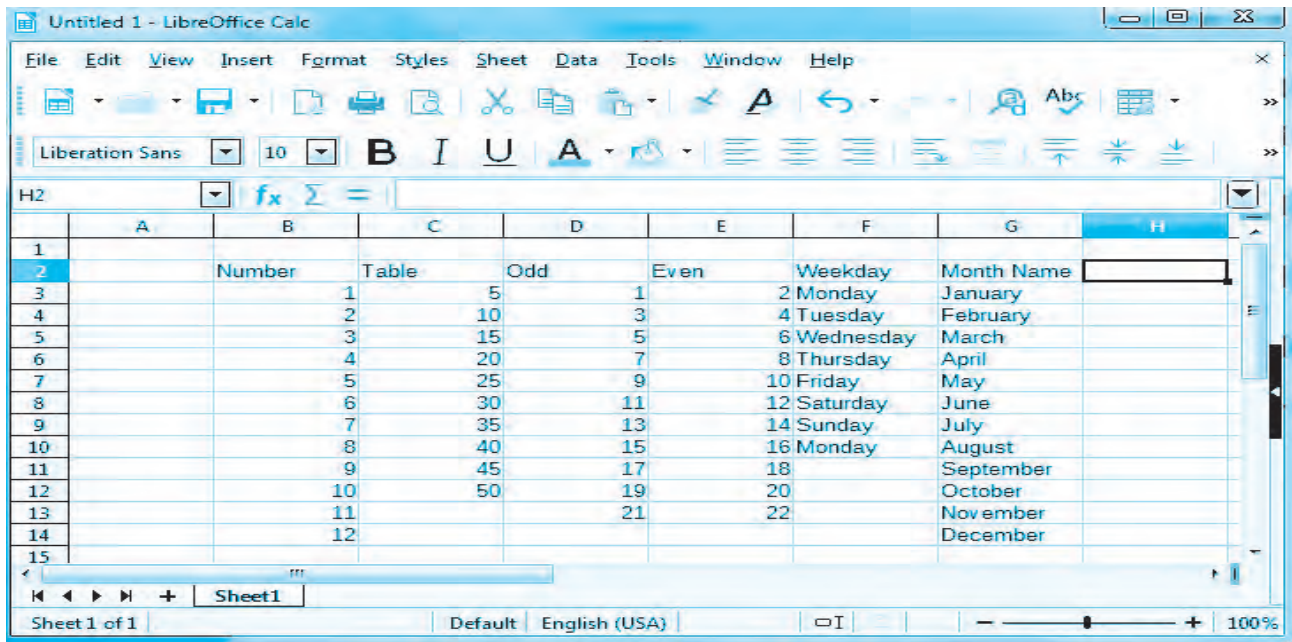 Untitled 1 - LibreOffice Calc
File Edit View Insert Format Styles Sheet Data Tools Window Help
Abc
Liberation Sans 10 B I U A
H2 fx Σ =
A B C D E F G H
1
2 Number Table Odd Even Weekday Month Name
3 1 5 1 2 Monday January
4 2 10 3 4 Tuesday February
5 3 15 5 6 Wednesday March
6 4 20 7 8 Thursday April
7 5 25 9 10 Friday May
8 6 30 11 12 Saturday June
9 7 35 13 14 Sunday July
10 8 40 15 16 Monday August
11 9 45 17 18 September
12 10 50 19 20 October
13 11 21 22 November
14 12 December
15
Sheet1
Sheet 1 of 1 Default English (USA) 100%